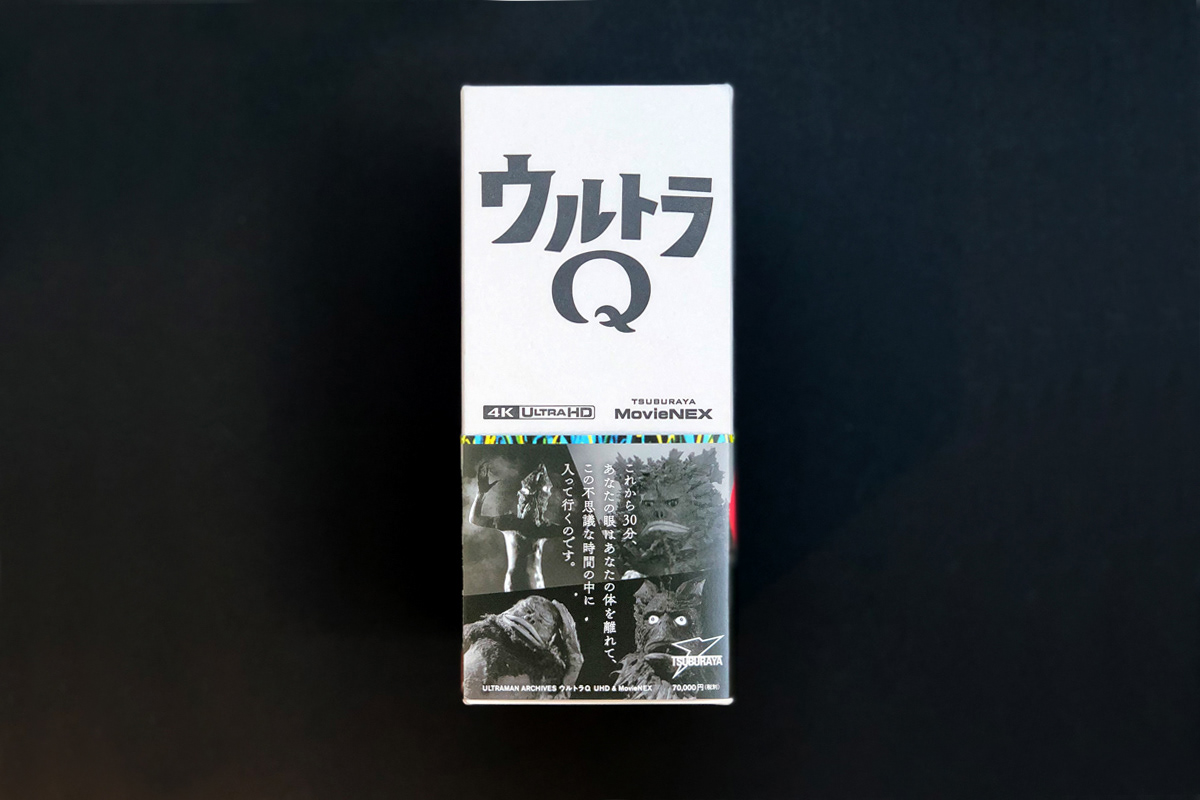 ウルトラ
Q
4K ULTRA HD
TSUBURAYA
MovieNEX
これから30分、
あなたの眼はあなたの体を離れて、
この不思議な時間の中に
入って行くのです。
TSUBURAYA
ULTRAMAN ARCHIVES ウルトラQ UHD & MovieNEX
70,000円(税別)